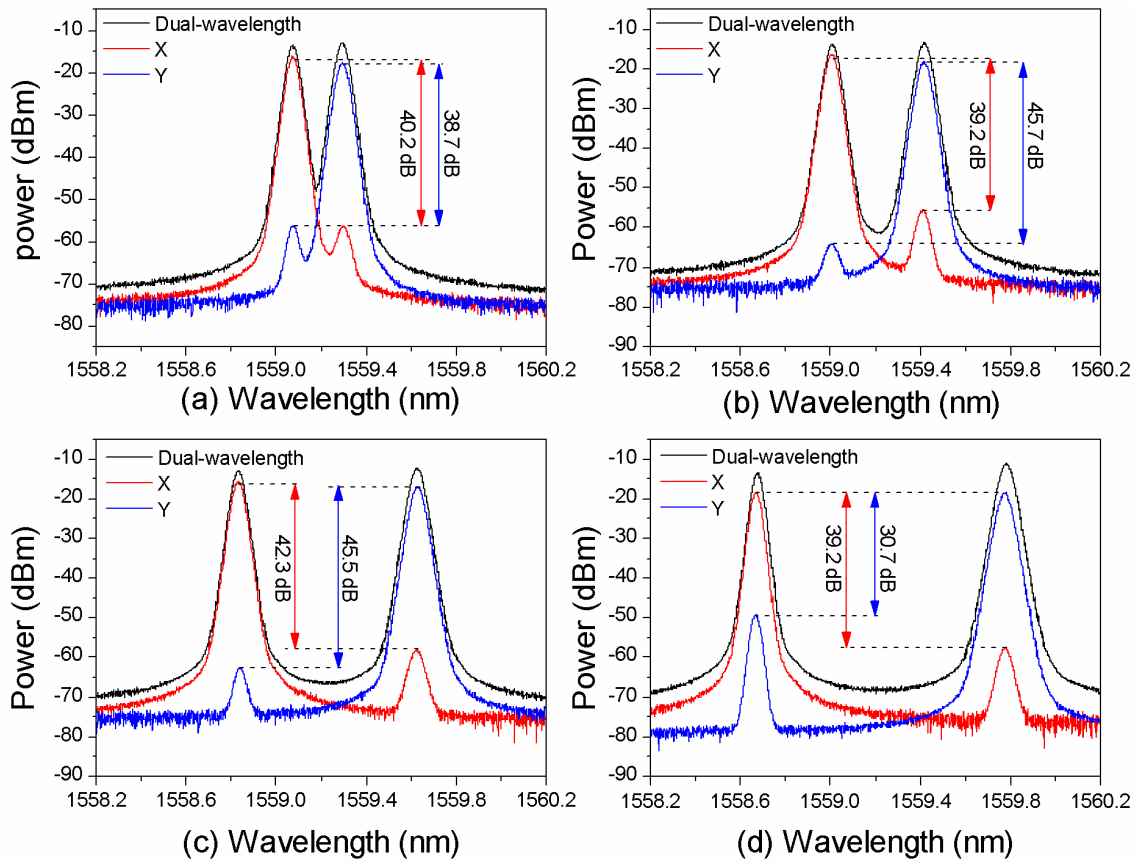 Dual-wavelength
X
Y
power (dBm)
-10
-20
-30
-40
-50
-60
-70
-80
40.2 dB
38.7 dB
1558.2 1558.6 1559.0 1559.4 1559.8 1560.2
(a) Wavelength (nm)
Dual-wavelength
X
Y
Power (dBm)
-10
-20
-30
-40
-50
-60
-70
-80
-90
39.2 dB
45.7 dB
1558.2 1558.6 1559.0 1559.4 1559.8 1560.2
(b) Wavelength (nm)
Dual-wavelength
X
Y
Power (dBm)
-10
-20
-30
-40
-50
-60
-70
-80
-90
42.3 dB
45.5 dB
1558.2 1558.6 1559.0 1559.4 1559.8 1560.2
(c) Wavelength (nm)
Dual-wavelength
X
Y
Power (dBm)
-10
-20
-30
-40
-50
-60
-70
-80
-90
39.2 dB
30.7 dB
1558.2 1558.6 1559.0 1559.4 1559.8 1560.2
(d) Wavelength (nm)